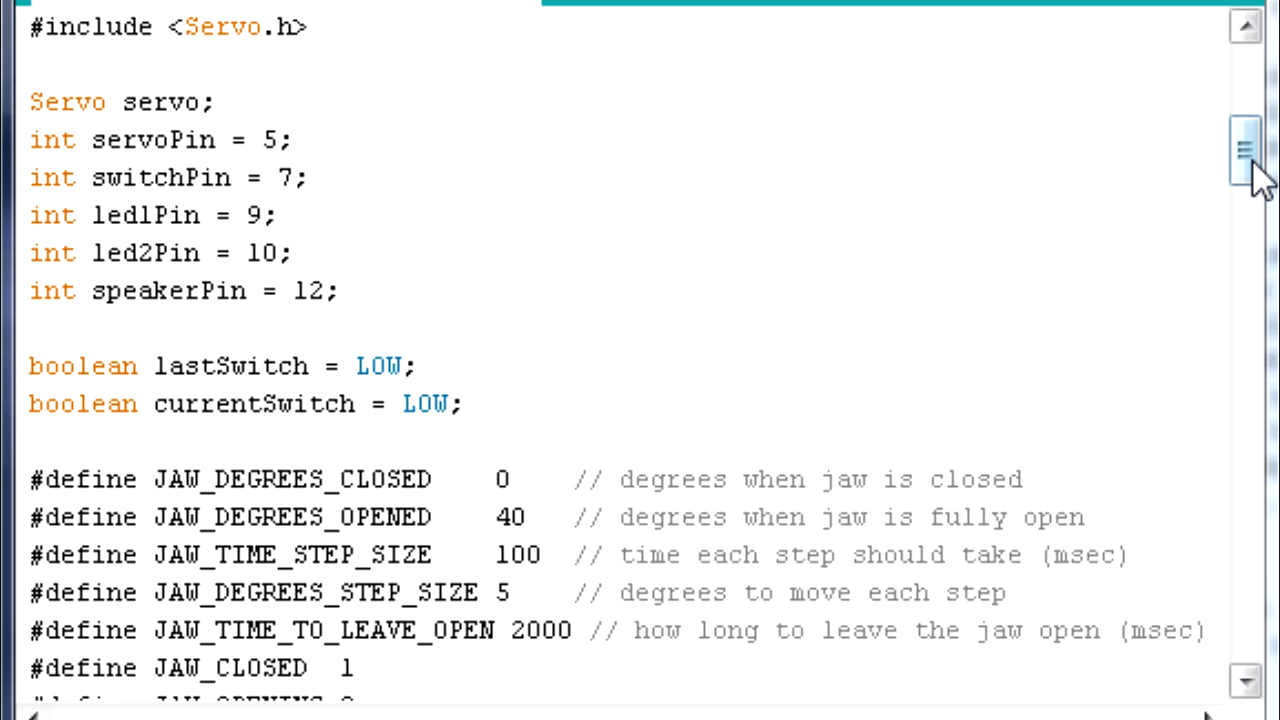 #include <Servo.h>
Servo servo;
int servoPin = 5;
int switchPin = 7;
int led1Pin = 9;
int led2Pin = 10;
int speakerPin = 12;
boolean lastSwitch = LOW;
boolean currentSwitch = LOW;
#define JAW_DEGREES_CLOSED    0    // degrees when jaw is closed
#define JAW_DEGREES_OPENED    40   // degrees when jaw is fully open
#define JAW_TIME_STEP_SIZE    100  // time each step should take (msec)
#define JAW_DEGREES_STEP_SIZE 5    // degrees to move each step
#define JAW_TIME_TO_LEAVE_OPEN 2000 // how long to leave the jaw open (msec)
#define JAW_CLOSED  1